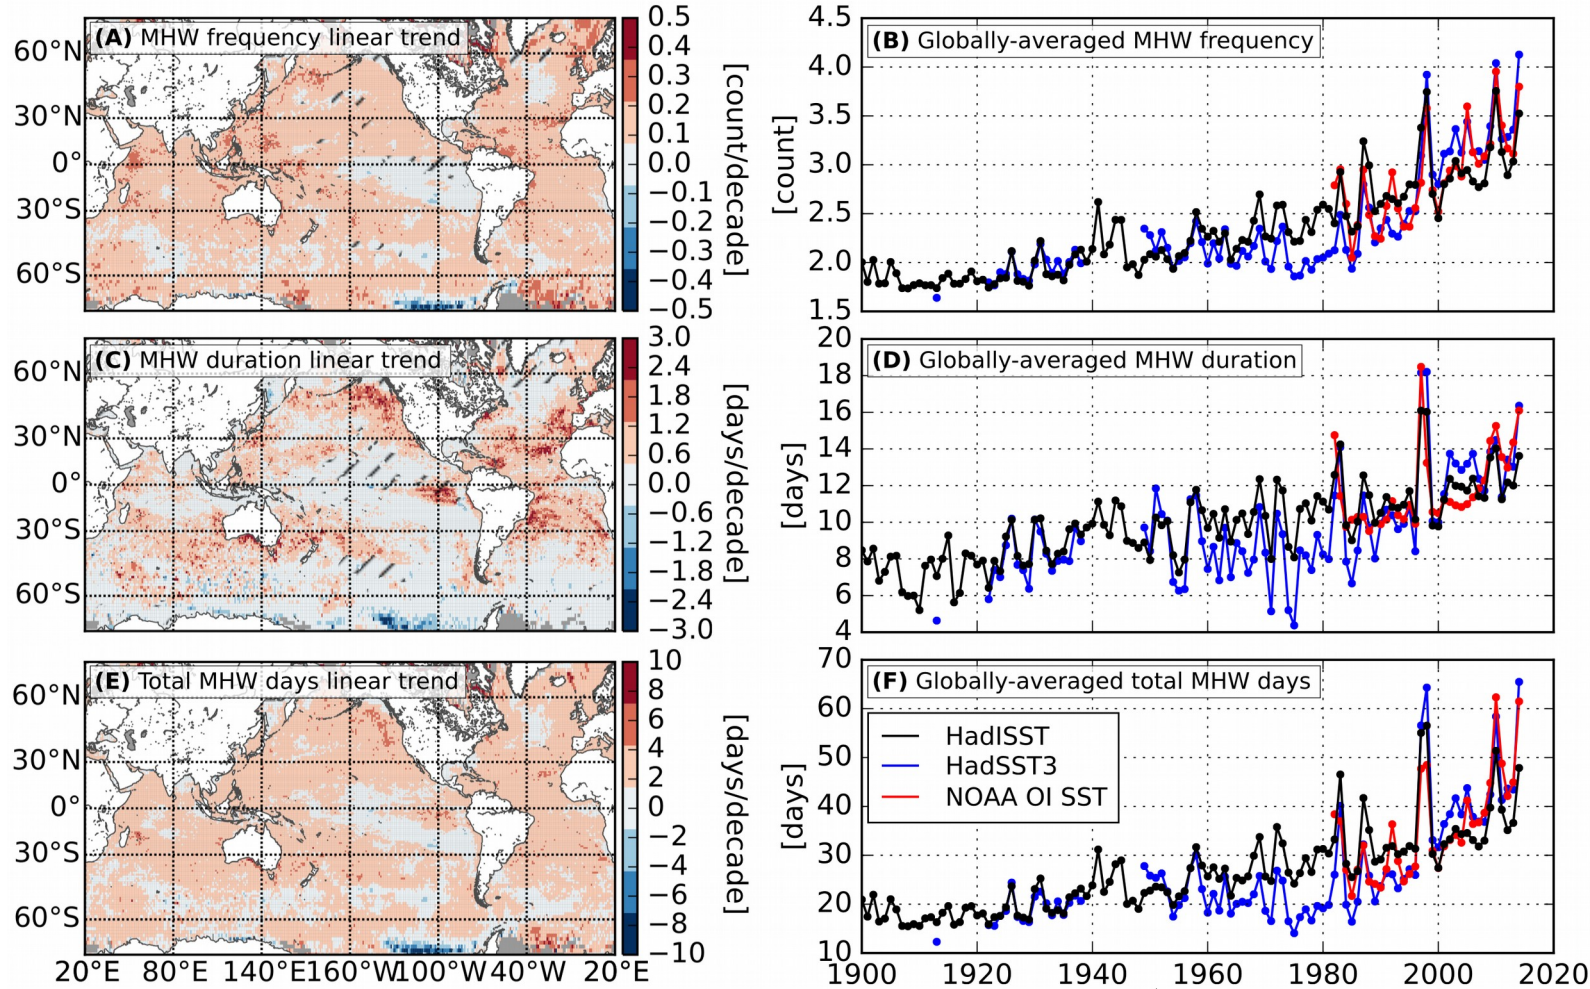 (A) MHW frequency linear trend
60°N
30°N
0°
30°S
60°S
0.5
0.4
0.3
0.2
0.1
0.0
−0.1
−0.2
−0.3
−0.4
−0.5
[count/decade]
(B) Globally-averaged MHW frequency
4.5
4.0
3.5
3.0
2.5
2.0
1.5
[count]
(C) MHW duration linear trend
60°N
30°N
0°
30°S
60°S
3.0
2.4
1.8
1.2
0.6
0.0
−0.6
−1.2
−1.8
−2.4
−3.0
[days/decade]
(D) Globally-averaged MHW duration
20
18
16
14
12
10
8
6
4
[days]
(E) Total MHW days linear trend
60°N
30°N
0°
30°S
60°S
20°E 80°E 140°E 160°W 100°W 40°W 20°E
10
8
6
4
2
0
−2
−4
−6
−8
−10
[days/decade]
(F) Globally-averaged total MHW days
HadISST
HadSST3
NOAA OI SST
70
60
50
40
30
20
10
[days]
1900 1920 1940 1960 1980 2000 2020